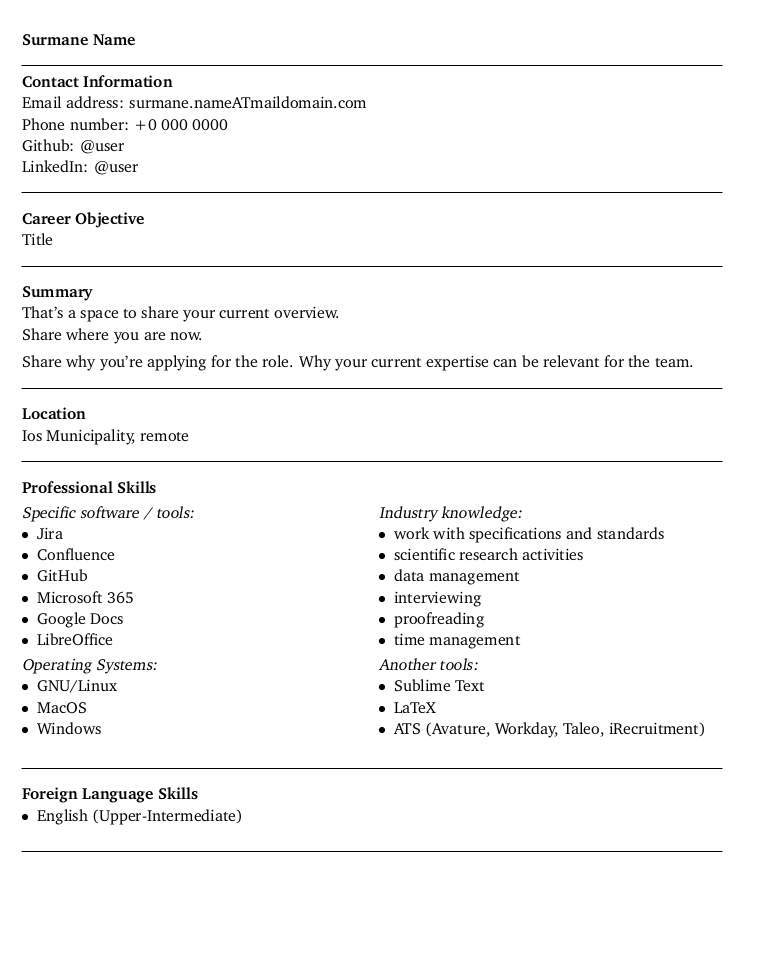 Surmane Name
Contact Information
Email address: surmane.nameATmaildomain.com
Phone number: +0 000 0000
Github: @user
LinkedIn: @user
Career Objective
Title
Summary
That’s a space to share your current overview.
Share where you are now.
Share why you’re applying for the role. Why your current expertise can be relevant for the team.
Location
Ios Municipality, remote
Professional Skills
Specific software / tools:
• Jira
• Confluence
• GitHub
• Microsoft 365
• Google Docs
• LibreOffice
Operating Systems:
• GNU/Linux
• MacOS
• Windows
Industry knowledge:
• work with specifications and standards
• scientific research activities
• data management
• interviewing
• proofreading
• time management
Another tools:
• Sublime Text
• LaTeX
• ATS (Avature, Workday, Taleo, iRecruitment)
Foreign Language Skills
• English (Upper-Intermediate)